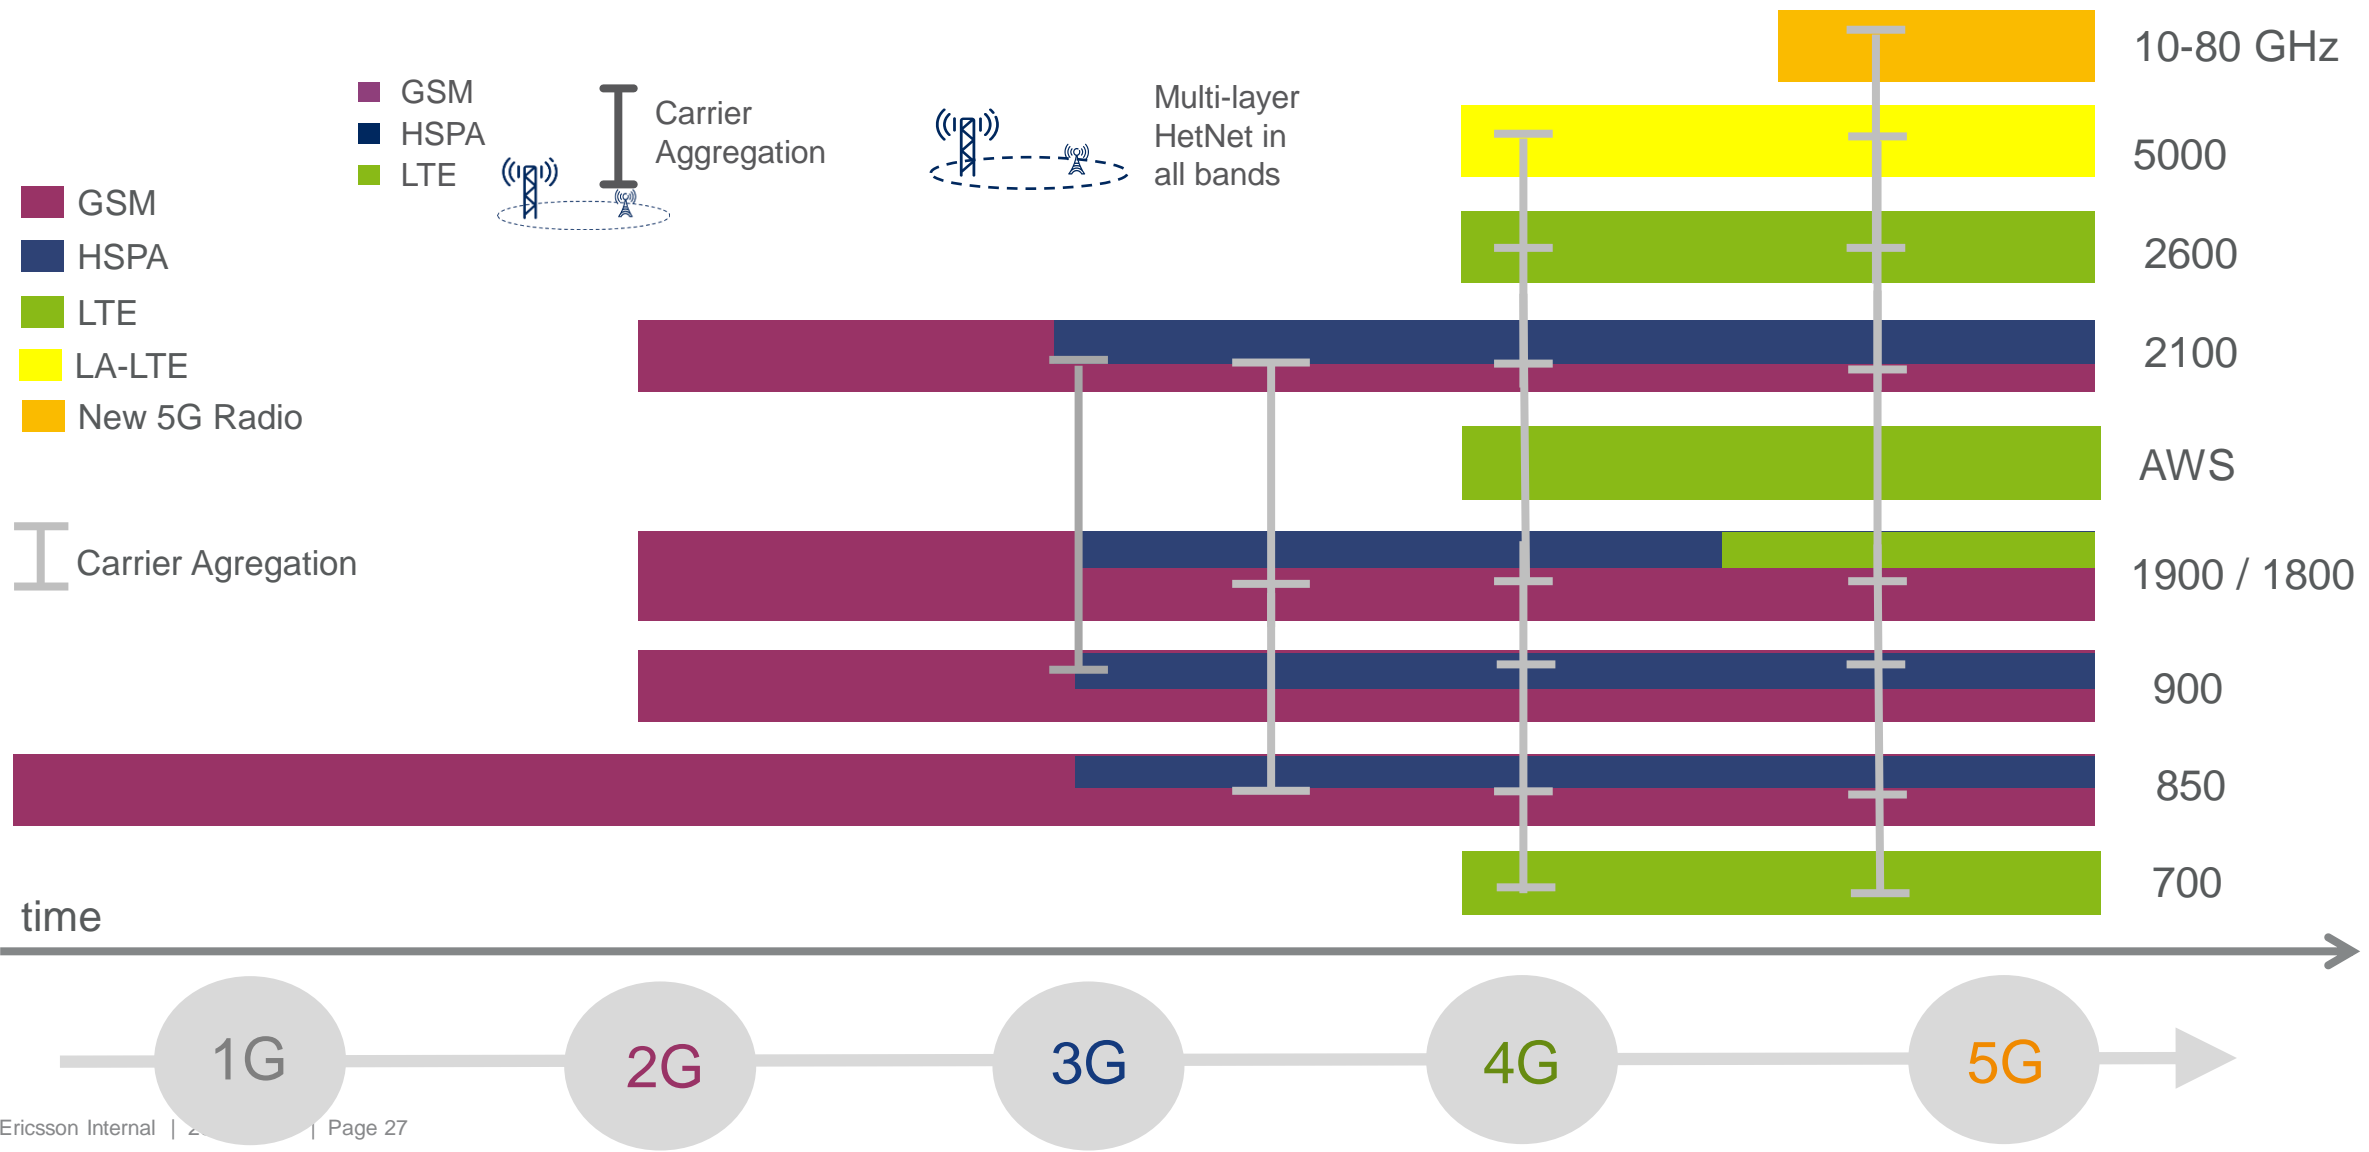 10-80 GHz
GSM
HSPA
LTE
Carrier
Aggregation
Multi-layer
HetNet in
all bands
5000
GSM
HSPA
LTE
LA-LTE
New 5G Radio
2600
2100
AWS
Carrier Agregation
1900 / 1800
900
850
700
time
1G
2G
3G
4G
5G
Ericsson Internal |
| Page 27